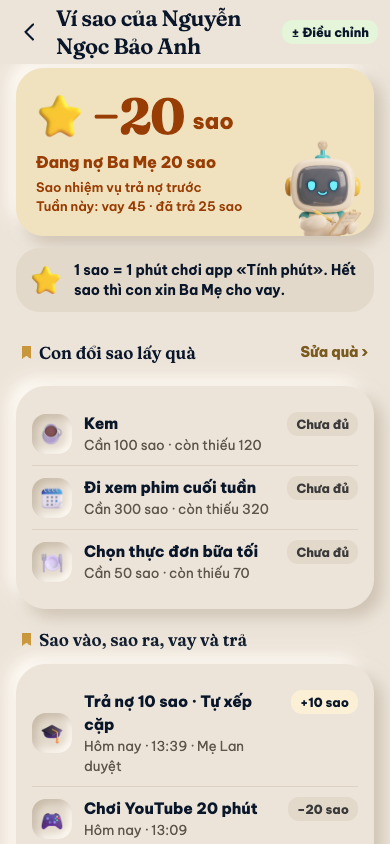 Ví sao của Nguyễn
Ngọc Bảo Anh
± Điều chỉnh
−20 sao
Đang nợ Ba Mẹ 20 sao
Sao nhiệm vụ trả nợ trước
Tuần này: vay 45 · đã trả 25 sao
1 sao = 1 phút chơi app «Tính phút». Hết
sao thì con xin Ba Mẹ cho vay.
Con đổi sao lấy quà
Sửa quà ›
Kem
Chưa đủ
Cần 100 sao · còn thiếu 120
Đi xem phim cuối tuần
Chưa đủ
Cần 300 sao · còn thiếu 320
Chọn thực đơn bữa tối
Chưa đủ
Cần 50 sao · còn thiếu 70
Sao vào, sao ra, vay và trả
Trả nợ 10 sao · Tự xếp
cặp
+10 sao
Hôm nay · 13:39 · Mẹ Lan
duyệt
Chơi YouTube 20 phút
−20 sao
Hôm nay · 13:09